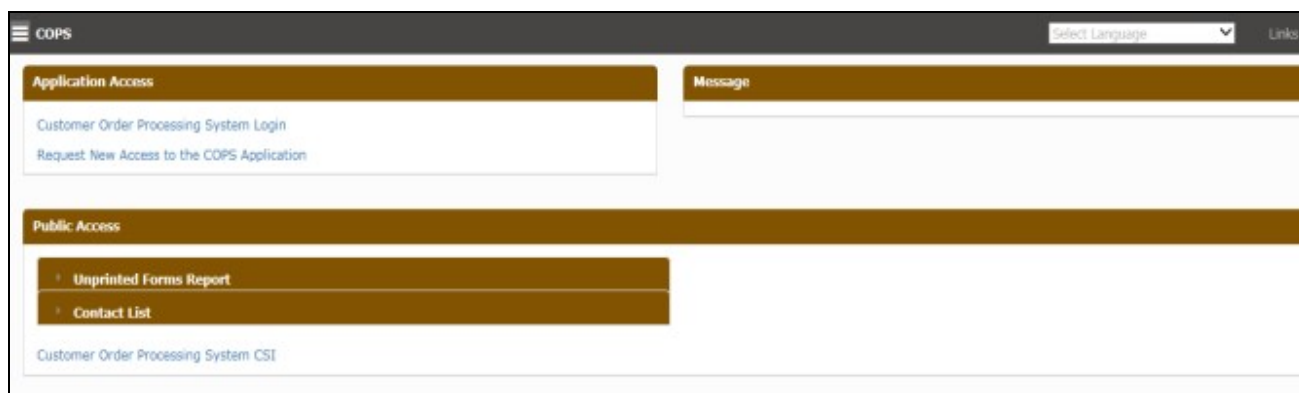 COPS
Select Language
Links
Application Access
Customer Order Processing System Login
Request New Access to the COPS Application
Message
Public Access
Unprinted Forms Report
Contact List
Customer Order Processing System CSI